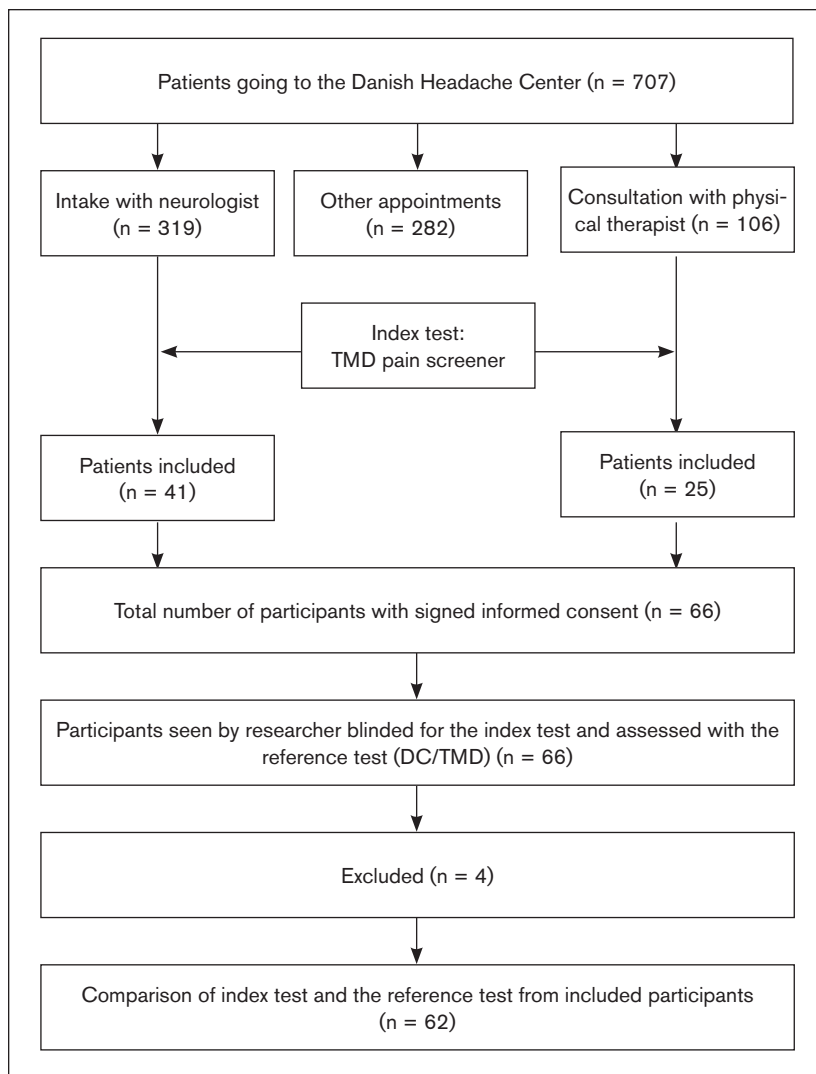 Patients going to the Danish Headache Center (n = 707)
Intake with neurologist
(n = 319)
Other appointments
(n = 282)
Consultation with physi-
cal therapist (n = 106)
Index test:
TMD pain screener
Patients included
(n = 41)
Patients included
(n = 25)
Total number of participants with signed informed consent (n = 66)
Participants seen by researcher blinded for the index test and assessed with the
reference test (DC/TMD) (n = 66)
Excluded (n = 4)
Comparison of index test and the reference test from included participants
(n = 62)